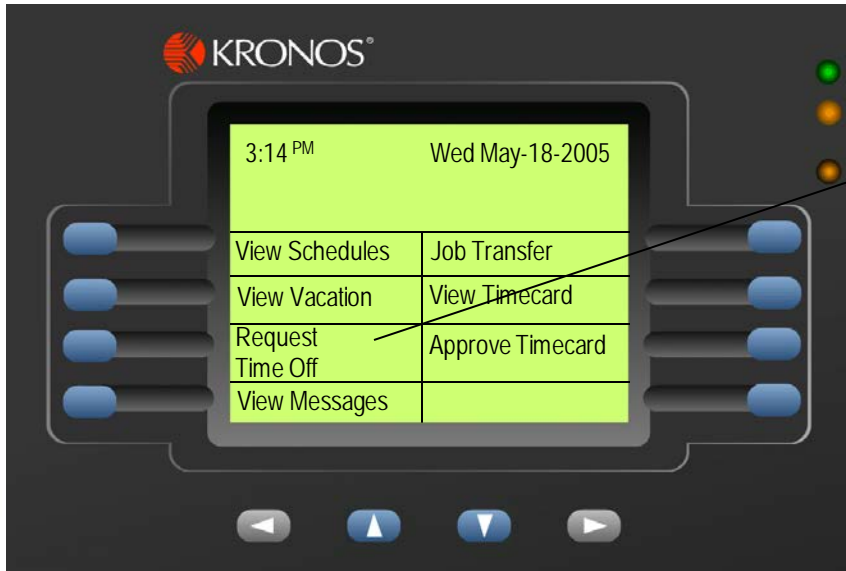 KRONOS°
3:14 PM
Wed May-18-2005
View Schedules
Job Transfer
View Vacation
View Timecard
Request
Time Off
Approve Timecard
View Messages